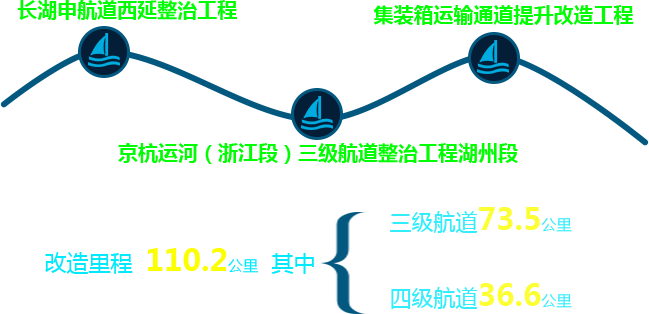 长湖申航道西延整治工程
集装箱运输通道提升改造工程
京杭运河（浙江段）三级航道整治工程湖州段
三级航道73.5公里
改造里程 110.2公里 其中
四级航道36.6公里